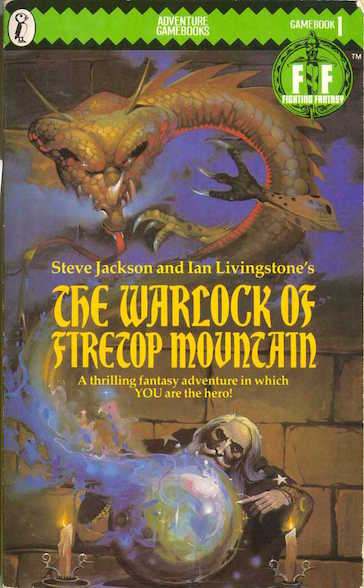 ADVENTURE
GAMEBOOKS
GAMEBOOK 1
FF
FIGHTING FANTASY
TM
Steve Jackson and Ian Livingstone's
THE WARLOCK OF
FIRETOP MOUNTAIN
A thrilling fantasy adventure in which
YOU are the hero!